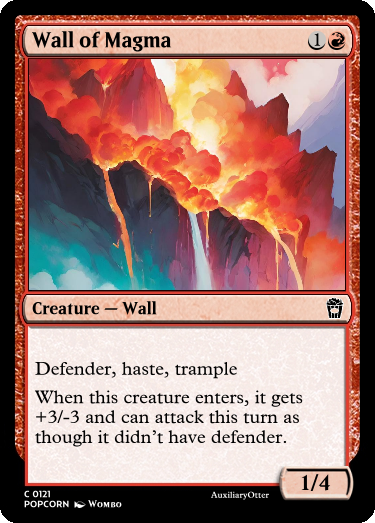 Wall of Magma 1
Creature — Wall
Defender, haste, trample
When this creature enters, it gets
+3/-3 and can attack this turn as
though it didn't have defender.
1/4
C 0121 AuxiliaryOtter
POPCORN Wombo